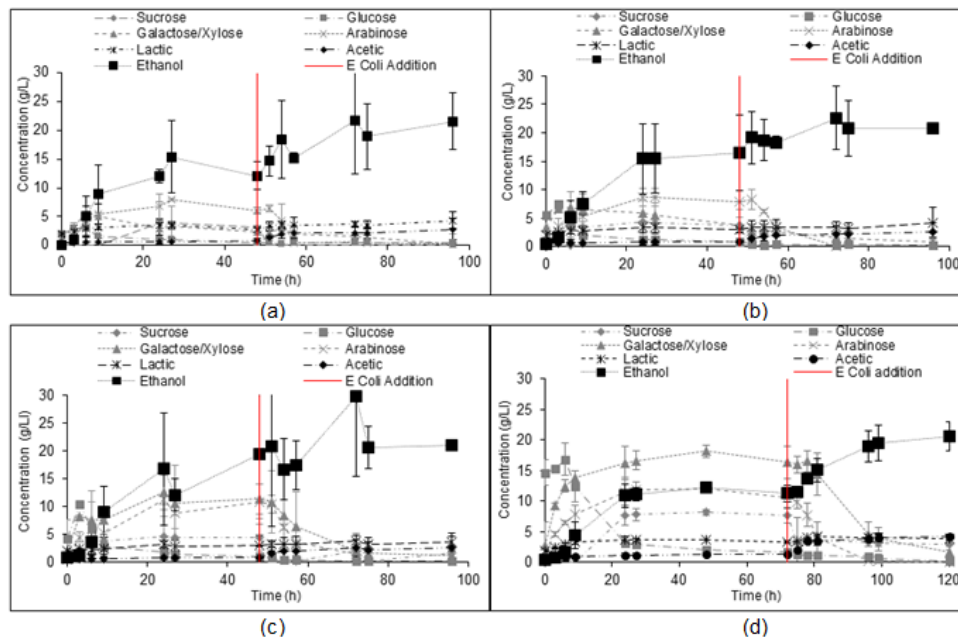 Sucrose Glucose
Galactose/Xylose Arabinose
Lactic Acetic
Ethanol E Coli Addition
Concentration (g/L)
30
25
20
15
10
5
0
0 20 40 60 80 100
Time (h)
(a)
Sucrose Glucose
Galactose/Xylose Arabinose
Lactic Acetic
Ethanol E Coli Addition
Concentration (g/L)
30
25
20
15
10
5
0
0 20 40 60 80 100
Time (h)
(b)
Sucrose Glucose
Galactose/Xylose Arabinose
Lactic Acetic
Ethanol E Coli Addition
Concentration (g/Ll)
30
25
20
15
10
5
0
0 20 40 60 80 100
Time (h)
(c)
Sucrose Glucose
Galactose/Xylose Arabinose
Lactic Acetic
Ethanol E Coli addition
Concentration (g/L)
30
25
20
15
10
5
0
0 20 40 60 80 100 120
Time (h)
(d)